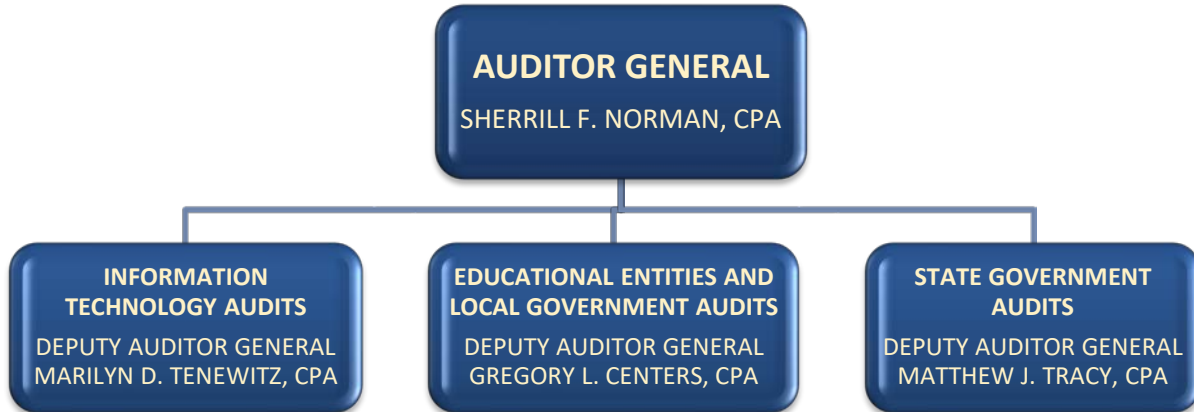 AUDITOR GENERAL
SHERRILL F. NORMAN, CPA
INFORMATION
TECHNOLOGY AUDITS
DEPUTY AUDITOR GENERAL
MARILYN D. TENEWITZ, CPA
EDUCATIONAL ENTITIES AND
LOCAL GOVERNMENT AUDITS
DEPUTY AUDITOR GENERAL
GREGORY L. CENTERS, CPA
STATE GOVERNMENT
AUDITS
DEPUTY AUDITOR GENERAL
MATTHEW J. TRACY, CPA